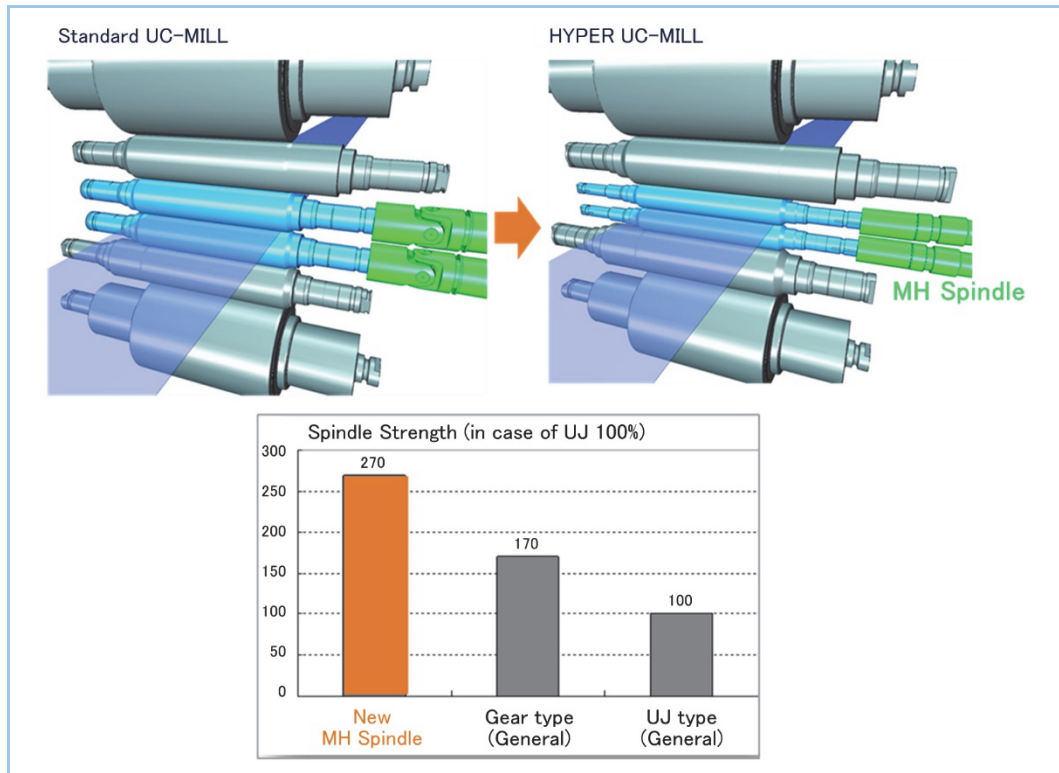 Standard UC-MILL
HYPER UC-MILL
MH Spindle
Spindle Strength (in case of UJ 100%)
300
250
200
150
100
50
0
270
170
100
New
MH Spindle
Gear type
(General)
UJ type
(General)